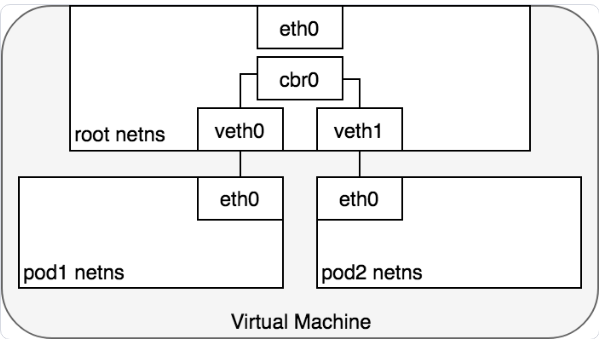 eth0
cbr0
veth0
veth1
root netns
eth0
eth0
pod1 netns
pod2 netns
Virtual Machine